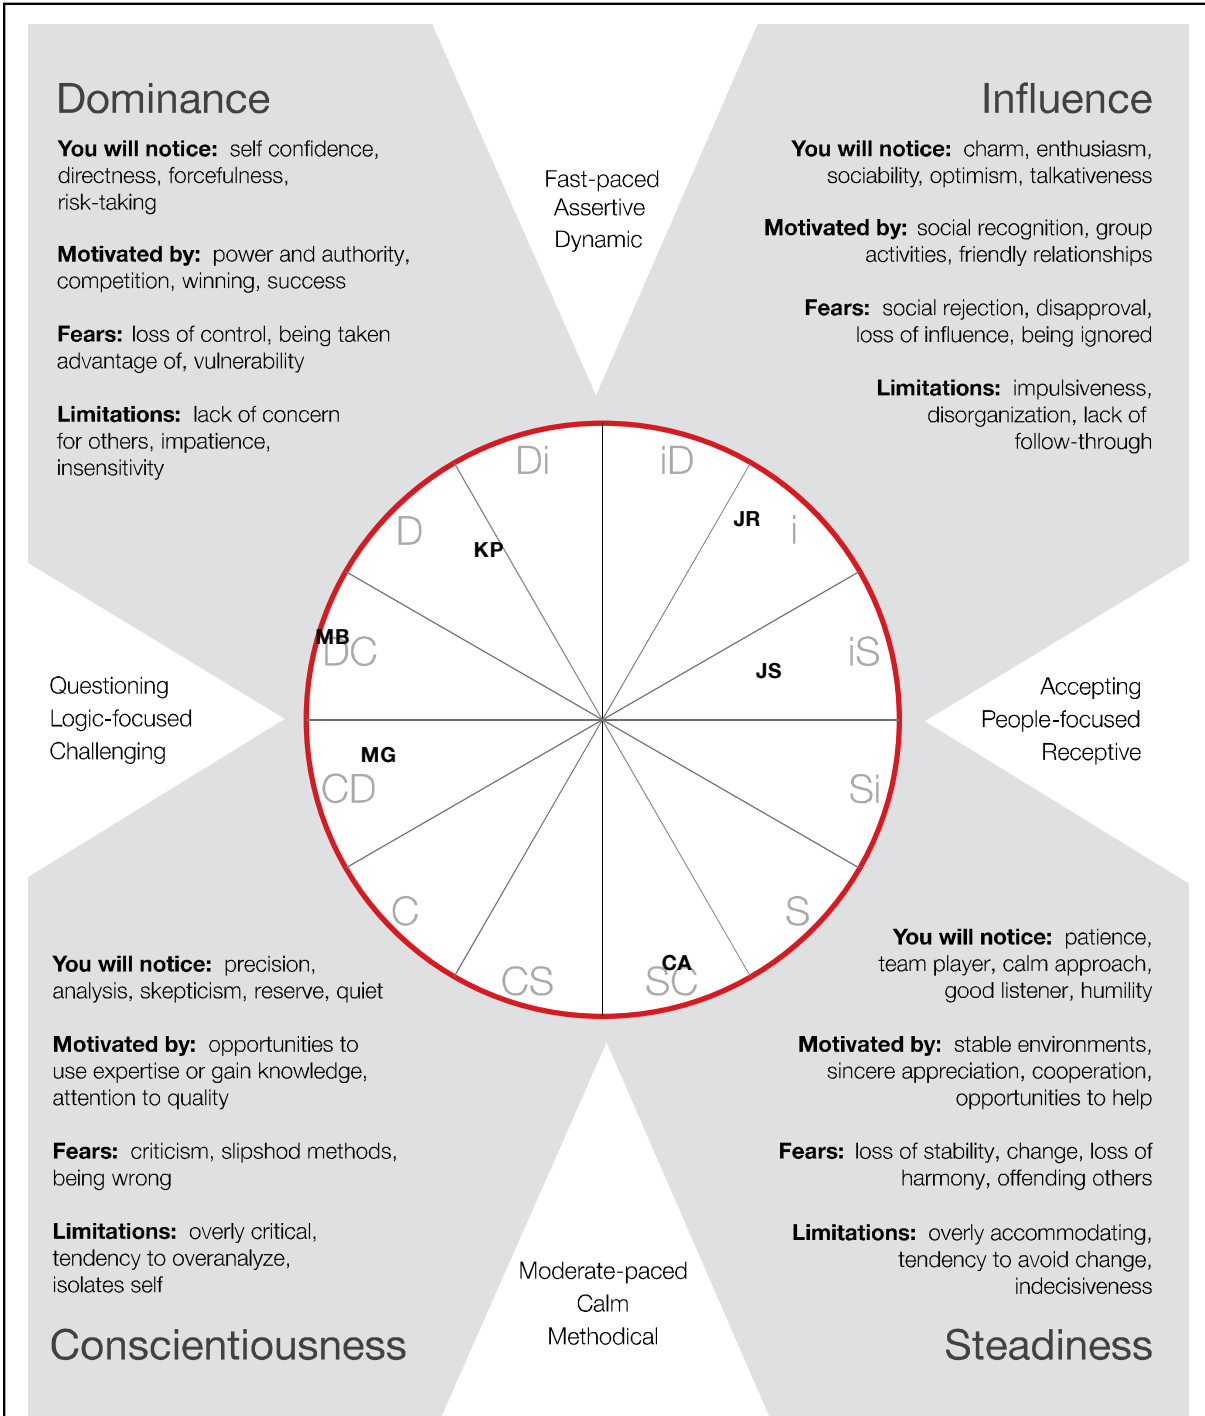 Dominance
You will notice: self confidence,
directness, forcefulness,
risk-taking
Motivated by: power and authority,
competition, winning, success
Fears: loss of control, being taken
advantage of, vulnerability
Limitations: lack of concern
for others, impatience,
insensitivity
Fast-paced
Assertive
Dynamic
Influence
You will notice: charm, enthusiasm,
sociability, optimism, talkativeness
Motivated by: social recognition, group
activities, friendly relationships
Fears: social rejection, disapproval,
loss of influence, being ignored
Limitations: impulsiveness,
disorganization, lack of
follow-through
Di
iD
D
KP
JR
i
MB
DC
JS
iS
Questioning
Logic-focused
Challenging
Accepting
People-focused
Receptive
MG
CD
Si
C
S
CS
CA
SC
You will notice: precision,
analysis, skepticism, reserve, quiet
Motivated by: opportunities to
use expertise or gain knowledge,
attention to quality
Fears: criticism, slipshod methods,
being wrong
Limitations: overly critical,
tendency to overanalyze,
isolates self
Conscientiousness
Moderate-paced
Calm
Methodical
You will notice: patience,
team player, calm approach,
good listener, humility
Motivated by: stable environments,
sincere appreciation, cooperation,
opportunities to help
Fears: loss of stability, change, loss of
harmony, offending others
Limitations: overly accommodating,
tendency to avoid change,
indecisiveness
Steadiness